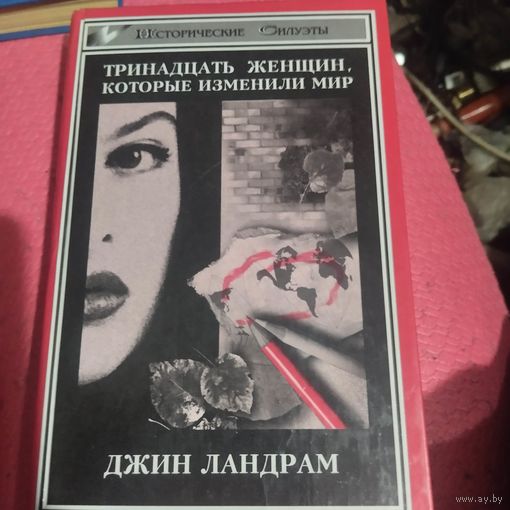 Исторические Силуэты
ТРИНАДЦАТЬ ЖЕНЩИН,
КОТОРЫЕ ИЗМЕНИЛИ МИР
ДЖИН ЛАНДРАМ
www.ay.by